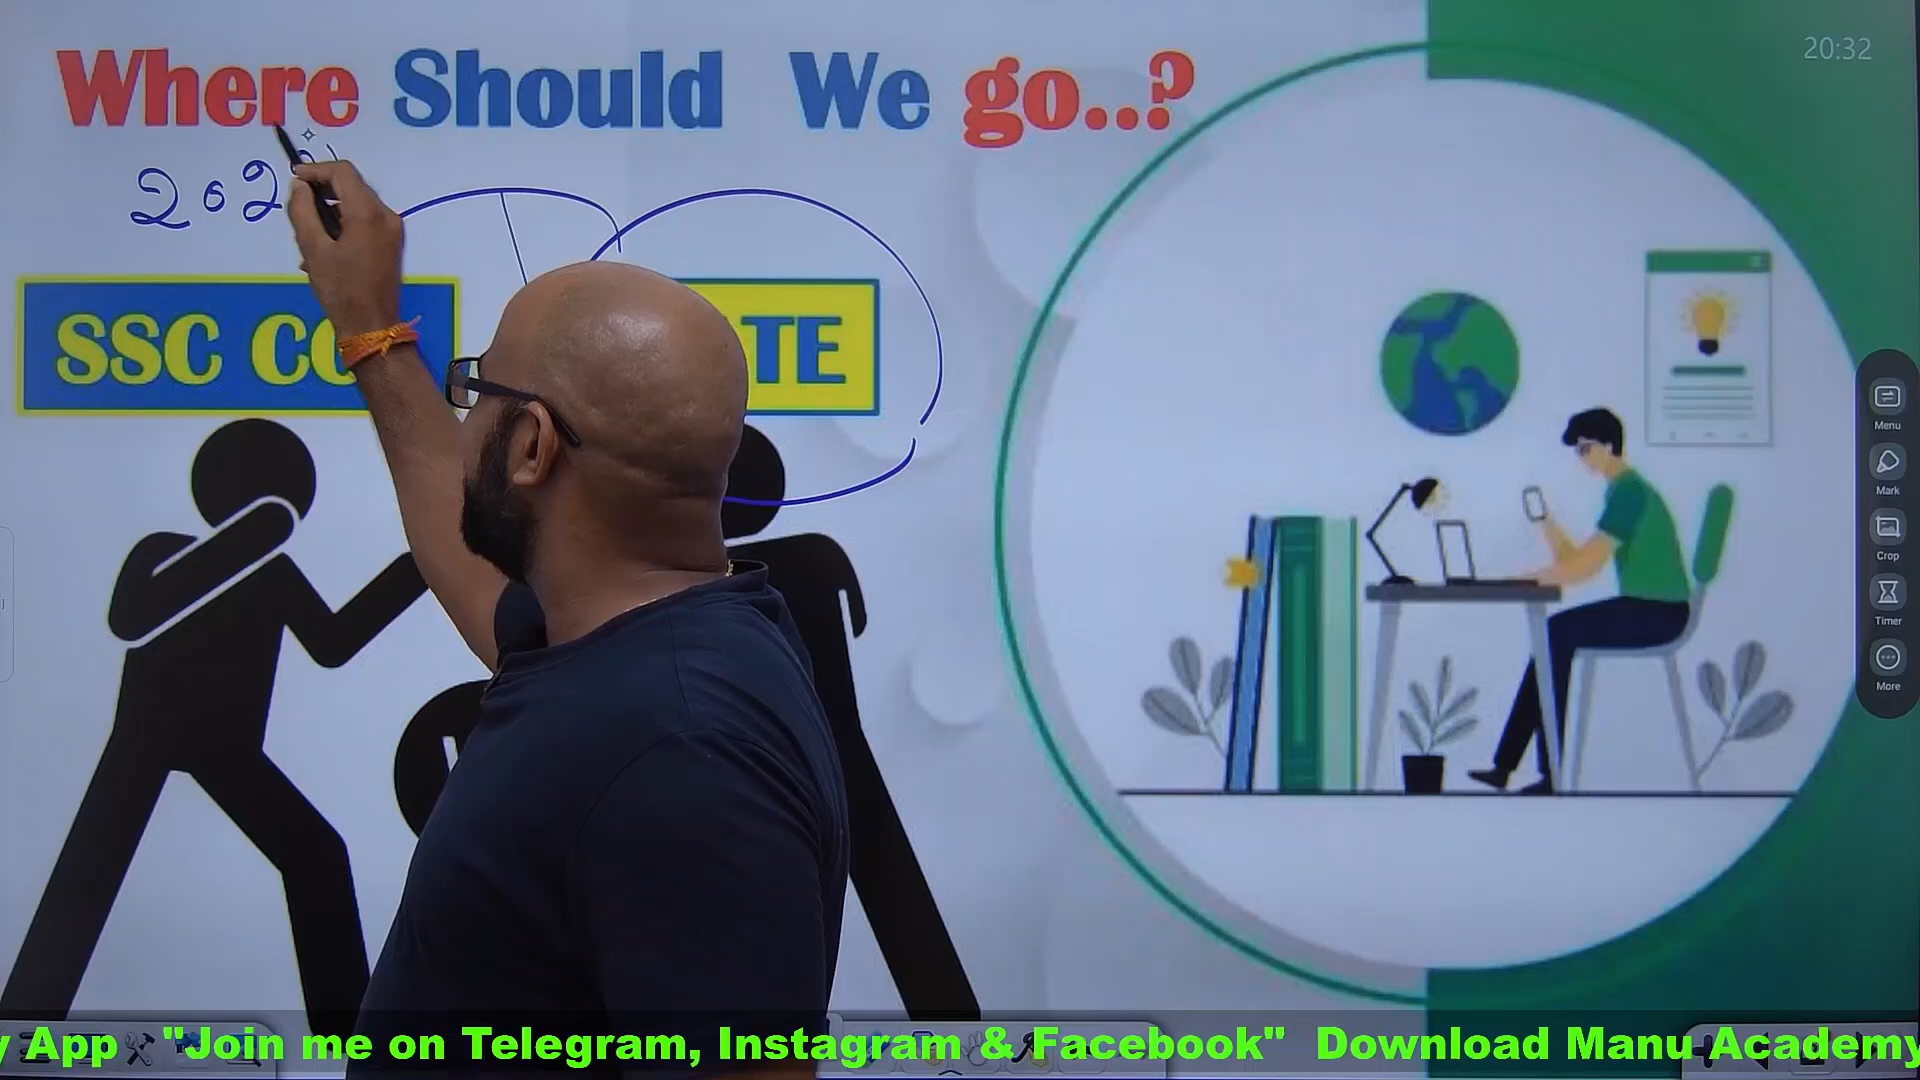 Where Should We go..?
20:32
202
SSC C
TE
Menu
Mark
Crop
Timer
More
App "Join me on Telegram, Instagram & Facebook" Download Manu Academy